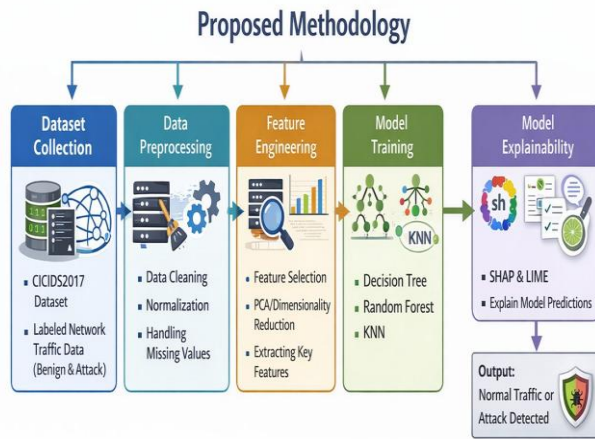 Proposed Methodology
Dataset
Collection
• CICIDS2017
Dataset
• Labeled Network
Traffic Data
(Benign & Attack)
Data
Preprocessing
• Data Cleaning
• Normalization
• Handling
Missing Values
Feature
Engineering
• Feature Selection
• PCA/Dimensionality
Reduction
• Extracting Key
Features
Model
Training
KNN
• Decision Tree
• Random Forest
• KNN
Model
Explainability
sh
• SHAP & LIME
• Explain Model Predictions
Output:
Normal Traffic or
Attack Detected